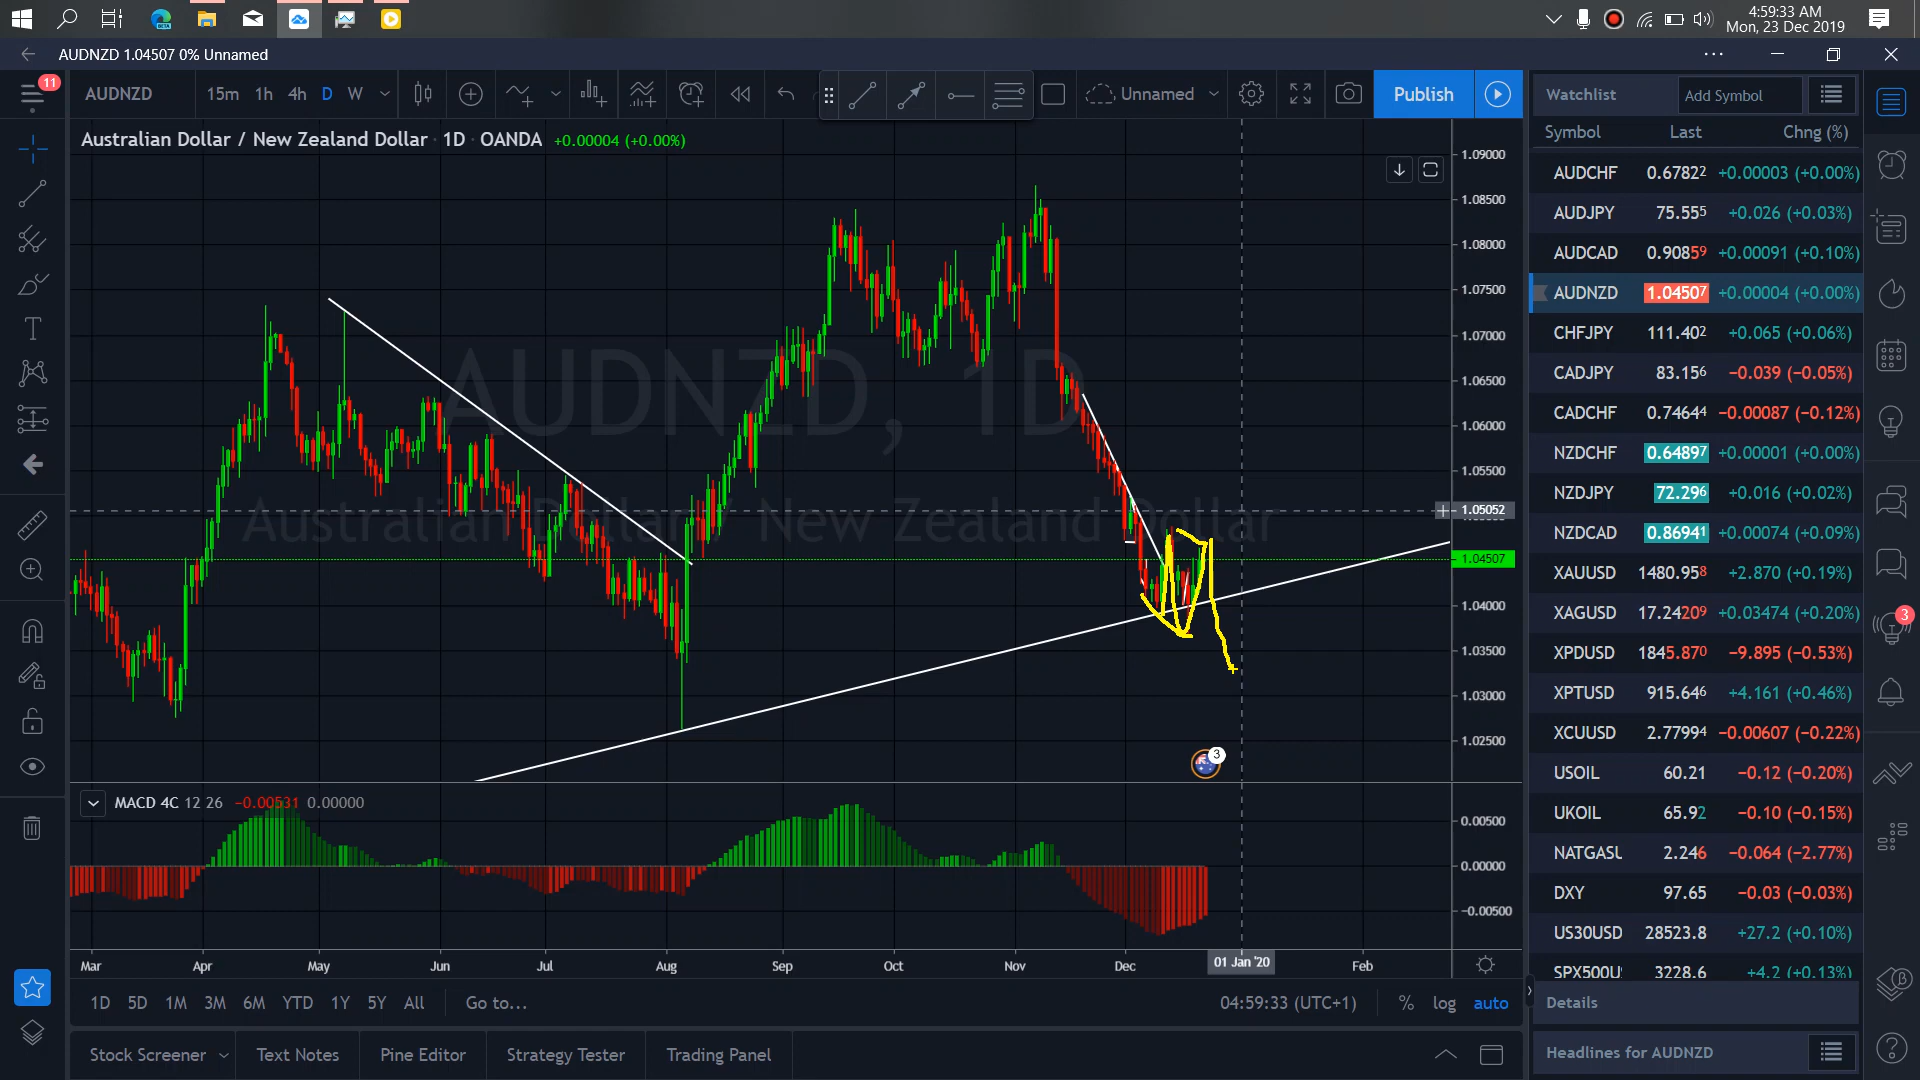 4:59:33 AM
Mon, 23 Dec 2019
AUDNZD 1.04507 0% Unnamed
11
AUDNZD 15m 1h 4h D W Unnamed Publish
Australian Dollar / New Zealand Dollar · 1D · OANDA +0.00004 (+0.00%)
AUDNZD, 1D
Australian Dollar / New Zealand Dollar
1.09000
1.08500
1.08000
1.07500
1.07000
1.06500
1.06000
1.05500
1.05052
1.04507
1.04000
1.03500
1.03000
1.02500
3
MACD 4C 12 26 −0.00531 0.00000
0.00500
0.00000
−0.00500
Mar Apr May Jun Jul Aug Sep Oct Nov Dec 01 Jan '20 Feb
1D 5D 1M 3M 6M YTD 1Y 5Y All Go to... 04:59:33 (UTC+1) % log auto
Stock Screener Text Notes Pine Editor Strategy Tester Trading Panel
Watchlist Add Symbol
Symbol Last Chng (%)
AUDCHF 0.67822 +0.00003 (+0.00%)
AUDJPY 75.555 +0.026 (+0.03%)
AUDCAD 0.90859 +0.00091 (+0.10%)
AUDNZD 1.04507 +0.00004 (+0.00%)
CHFJPY 111.402 +0.065 (+0.06%)
CADJPY 83.156 −0.039 (−0.05%)
CADCHF 0.74644 −0.00087 (−0.12%)
NZDCHF 0.64897 +0.00001 (+0.00%)
NZDJPY 72.296 +0.016 (+0.02%)
NZDCAD 0.86941 +0.00074 (+0.09%)
XAUUSD 1480.958 +2.870 (+0.19%)
XAGUSD 17.24209 +0.03474 (+0.20%)
XPDUSD 1845.870 −9.895 (−0.53%)
XPTUSD 915.646 +4.161 (+0.46%)
XCUUSD 2.77994 −0.00607 (−0.22%)
USOIL 60.21 −0.12 (−0.20%)
UKOIL 65.92 −0.10 (−0.15%)
NATGASU 2.246 −0.064 (−2.77%)
DXY 97.65 −0.03 (−0.03%)
US30USD 28523.8 +27.2 (+0.10%)
SPX500U 3228.6 +4.2 (+0.13%)
Details
Headlines for AUDNZD
3